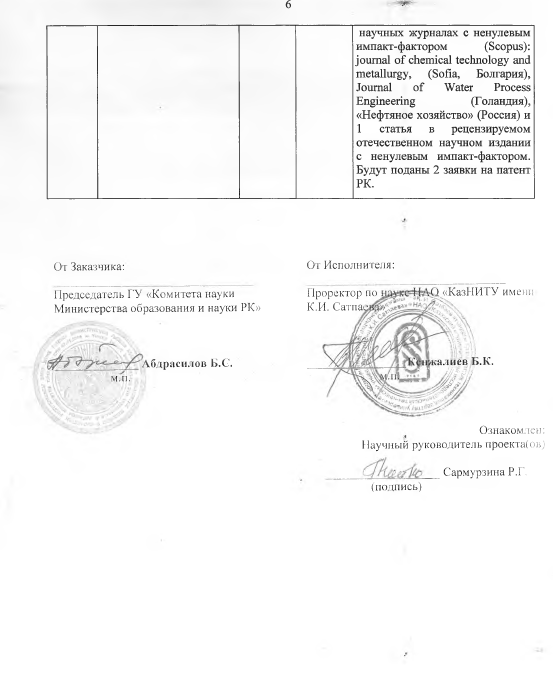 6
научных журналах с ненулевым
импакт-фактором (Scopus):
journal of chemical technology and
metallurgy, (Sofia, Болгария),
Journal of Water Process
Engineering (Голандия),
«Нефтяное хозяйство» (Россия) и
1 статья в рецензируемом
отечественном научном издании
с ненулевым импакт-фактором.
Будут поданы 2 заявки на патент
РК.
От Заказчика:
Председатель ГУ «Комитета науки
Министерства образования и науки РК»
Абдрасилов Б.С.
м.п.
От Исполнителя:
Проректор по науке НАО «КазНИТУ имени
К.И. Сатпаева»
Кенжалиев Б.К.
м.п.
Ознакомлен:
Научный руководитель проекта(ов)
Сармурзина Р.Г.
(подпись)